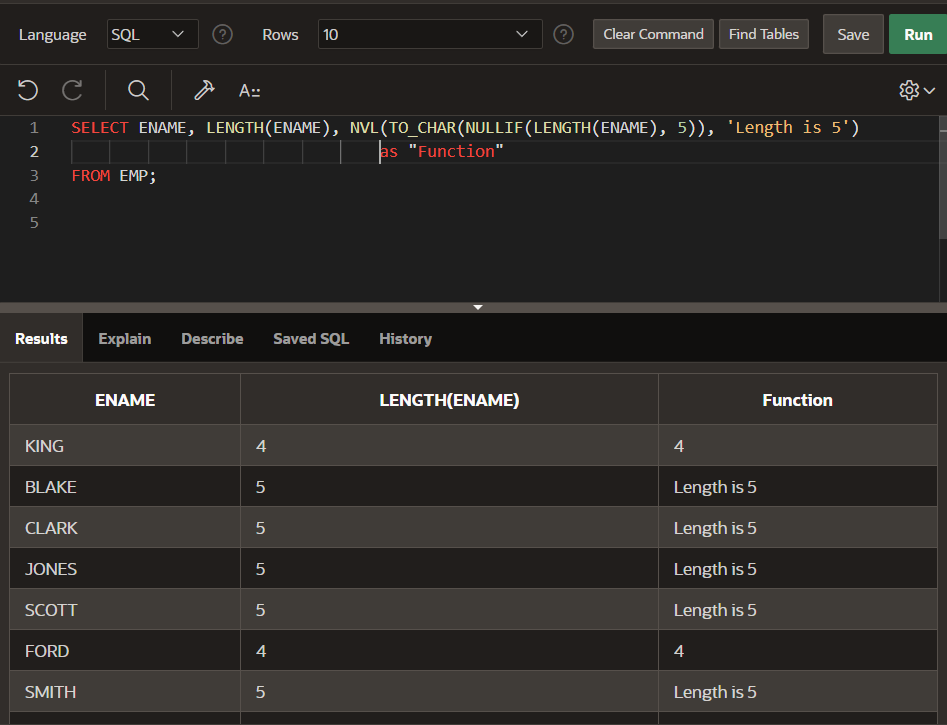 Language SQL ? Rows 10 ? Clear Command Find Tables Save Run
A::
1 SELECT ENAME, LENGTH(ENAME), NVL(TO_CHAR(NULLIF(LENGTH(ENAME), 5)), 'Length is 5')
2 as "Function"
3 FROM EMP;
4
5
Results Explain Describe Saved SQL History
ENAME LENGTH(ENAME) Function
KING 4 4
BLAKE 5 Length is 5
CLARK 5 Length is 5
JONES 5 Length is 5
SCOTT 5 Length is 5
FORD 4 4
SMITH 5 Length is 5